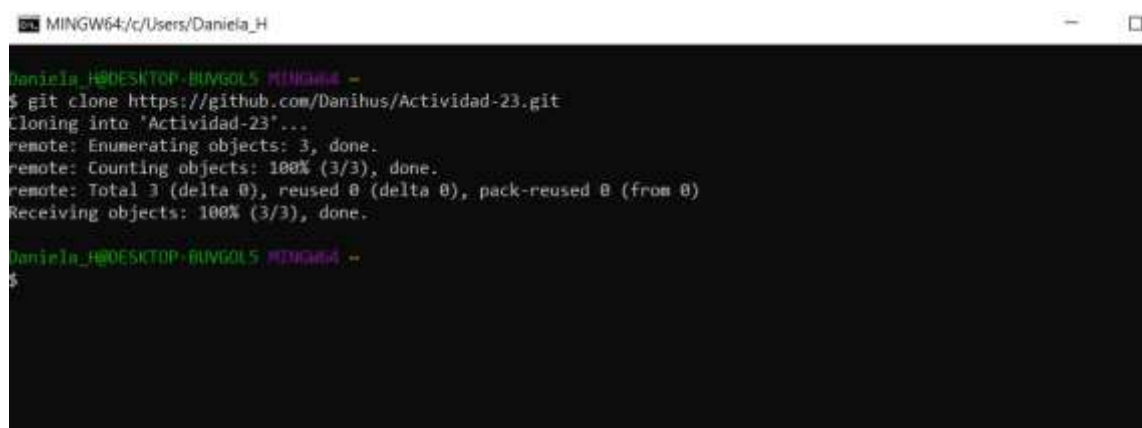 MINGW64:/c/Users/Daniela_H
Daniela_H@DESKTOP-BUVGOL5 MINGW64 ~
$ git clone https://github.com/Danihus/Actividad-23.git
Cloning into 'Actividad-23'...
remote: Enumerating objects: 3, done.
remote: Counting objects: 100% (3/3), done.
remote: Total 3 (delta 0), reused 0 (delta 0), pack-reused 0 (from 0)
Receiving objects: 100% (3/3), done.
Daniela_H@DESKTOP-BUVGOL5 MINGW64 ~
$